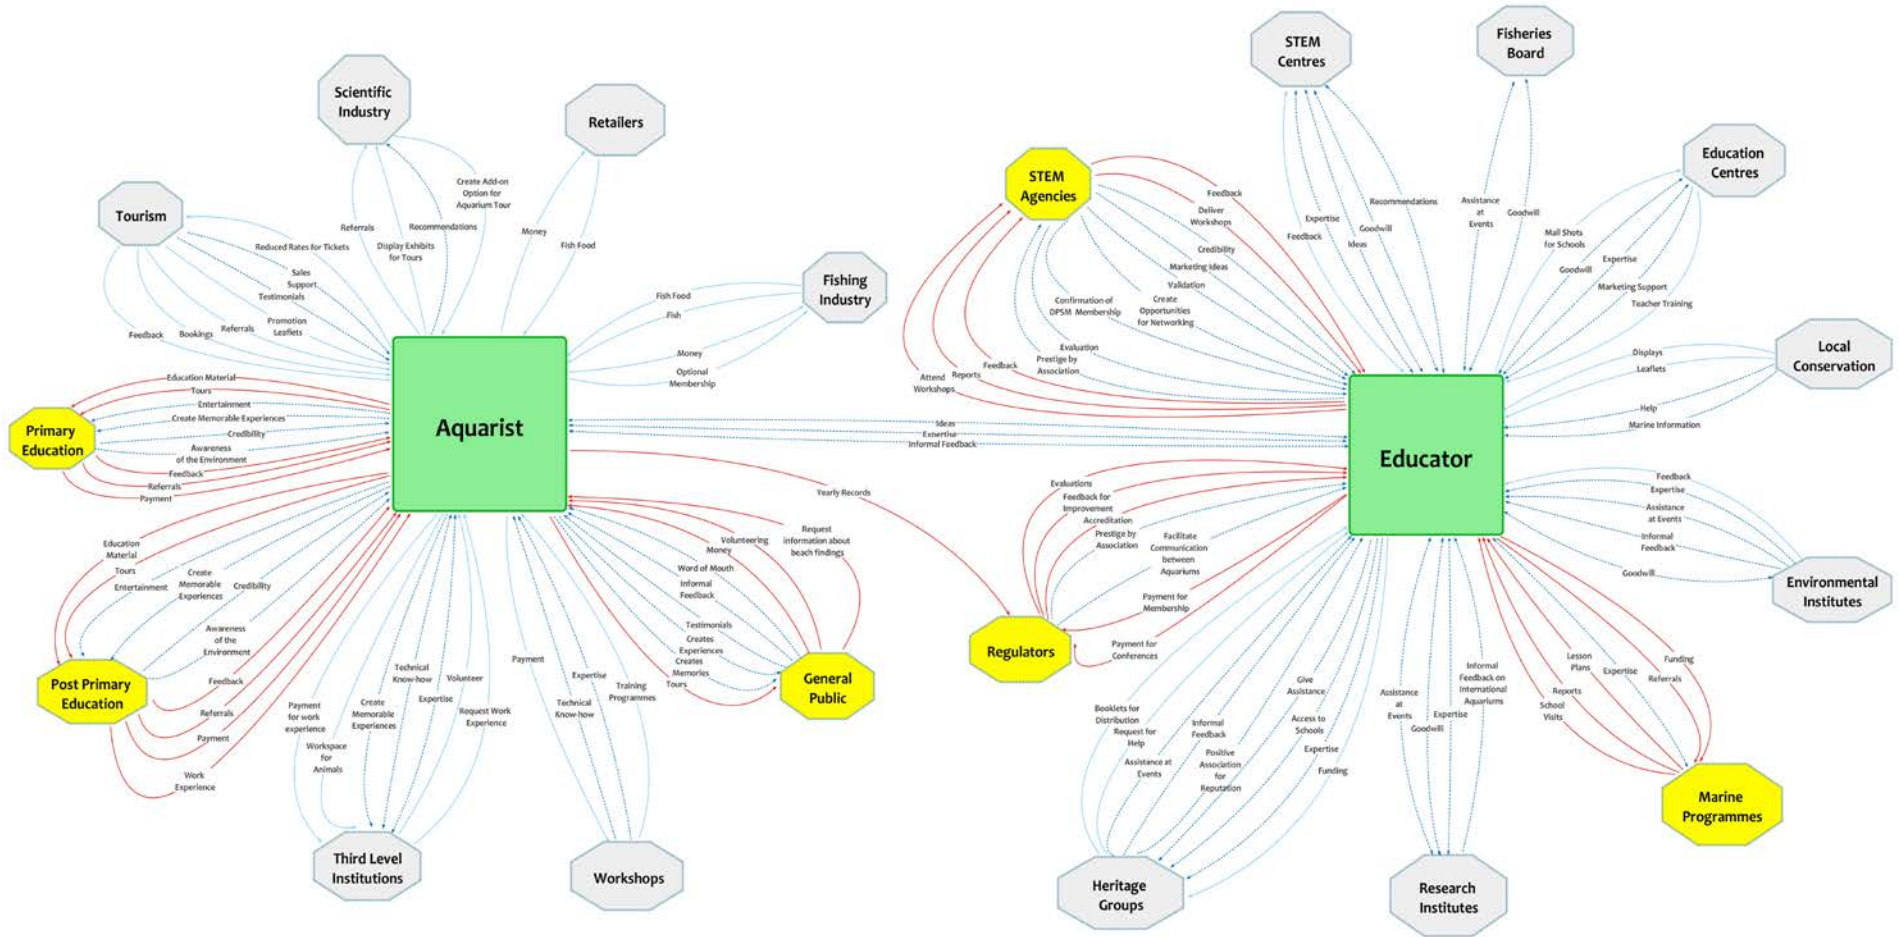 Scientific
Industry
Retailers
Tourism
Fishing
Industry
Create Add-on
Option for
Aquarium Tour
Referrals
Recommendations
Display Exhibits
for Tours
Money
Fish Food
Reduced Rates for Tickets
Sales
Support
Testimonials
Promotion
Leaflets
Referrals
Bookings
Feedback
Fish Food
Fish
Money
Optional
Membership
Aquarist
Primary
Education
Education Material
Tours
Entertainment
Create Memorable Experiences
Credibility
Awareness
of the Environment
Feedback
Referrals
Payment
Ideas
Expertise
Informal Feedback
Yearly Records
Education
Material
Tours
Entertainment
Create
Memorable
Experiences
Credibility
Awareness
of the
Environment
Feedback
Referrals
Payment
Work
Experience
Post Primary
Education
Payment
for work
experience
Workspace
for
Animals
Create
Memorable
Experiences
Technical
Know-how
Expertise
Volunteer
Request Work
Experience
Third Level
Institutions
Payment
Technical
Know-how
Expertise
Training
Programmes
Workshops
Request
information about
beach findings
Volunteering
Money
Word of Mouth
Informal
Feedback
Testimonials
Creates
Experiences
Creates
Memories
Tours
General
Public
STEM
Centres
Fisheries
Board
Education
Centres
STEM
Agencies
Local
Conservation
Feedback
Deliver
Workshops
Credibility
Marketing Ideas
Validation
Create
Opportunities
for Networking
Confirmation of
DPSM Membership
Evaluation
Prestige by
Association
Feedback
Reports
Attend
Workshops
Expertise
Feedback
Recommendations
Goodwill
Ideas
Assistance
at
Events
Goodwill
Mail Shots
for Schools
Expertise
Goodwill
Marketing Support
Teacher Training
Displays
Leaflets
Help
Marine Information
Educator
Evaluations
Feedback for
Improvement
Accreditation
Prestige by
Association
Facilitate
Communication
between
Aquariums
Payment for
Membership
Payment for
Conferences
Regulators
Feedback
Expertise
Assistance
at Events
Informal
Feedback
Goodwill
Environmental
Institutes
Booklets for
Distribution
Request for
Help
Assistance at
Events
Informal
Feedback
Positive
Association
for
Reputation
Give
Assistance
Access to
Schools
Expertise
Funding
Heritage
Groups
Assistance
at
Events
Goodwill
Expertise
Informal
Feedback on
International
Aquariums
Research
Institutes
Lesson
Plans
Reports
School
Visits
Expertise
Funding
Referrals
Marine
Programmes